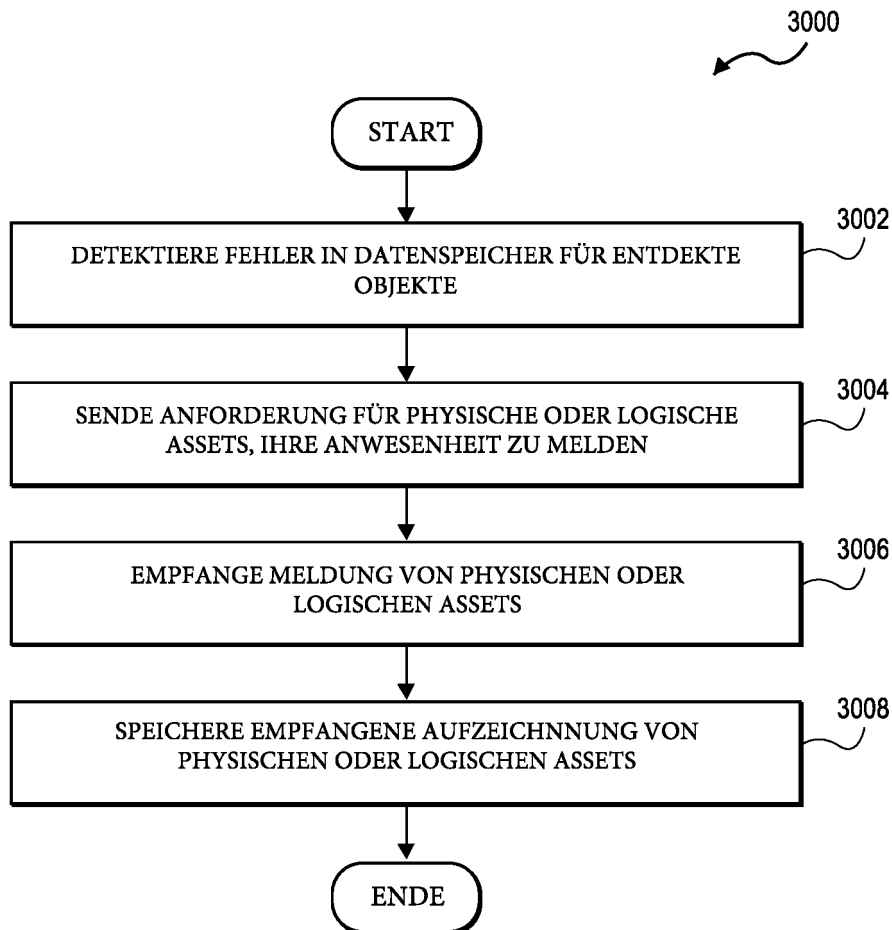 3000
START
3002
DETEKTIERE FEHLER IN DATENSPEICHER FÜR ENTDEKTE
OBJEKTE
3004
SENDE ANFORDERUNG FÜR PHYSISCHE ODER LOGISCHE
ASSETS, IHRE ANWESENHEIT ZU MELDEN
3006
EMPFANGE MELDUNG VON PHYSISCHEN ODER
LOGISCHEN ASSETS
3008
SPEICHERE EMPFANGENE AUFZEICHNNUNG VON
PHYSISCHEN ODER LOGISCHEN ASSETS
ENDE